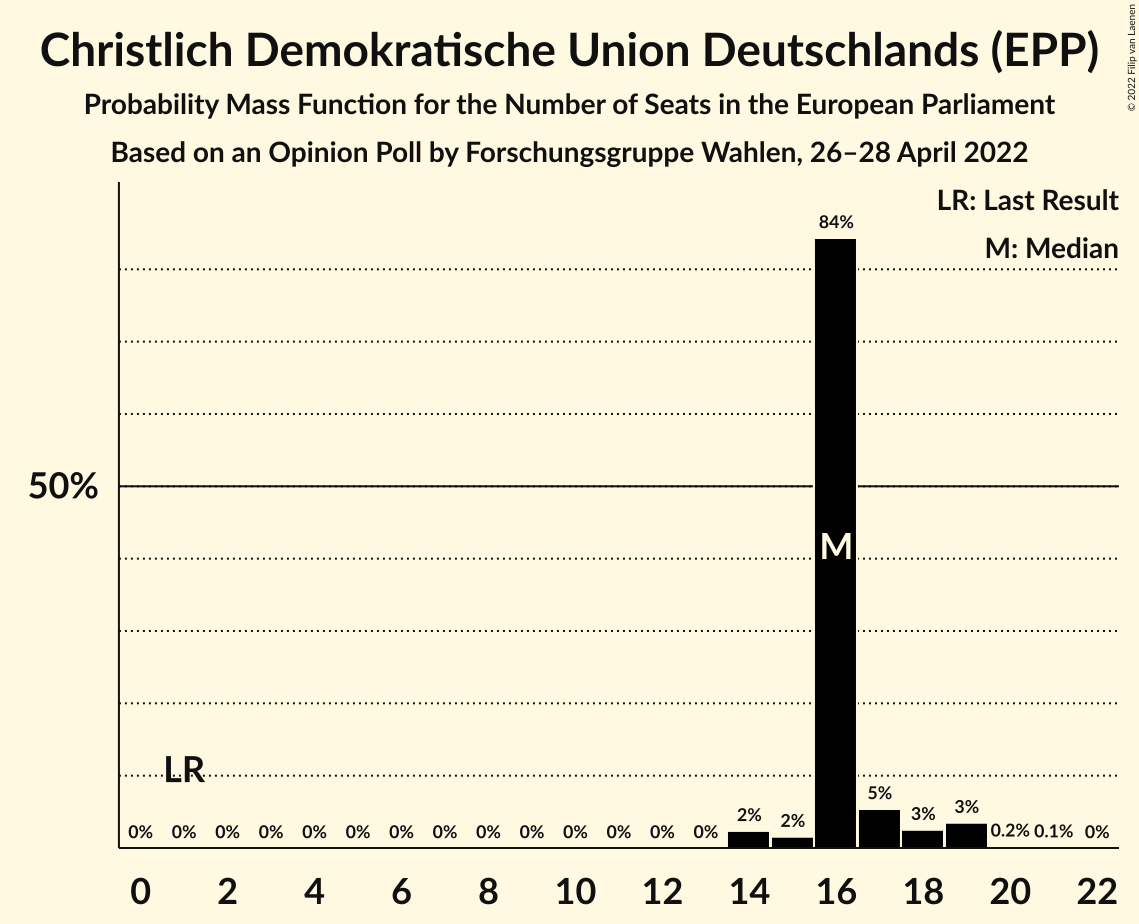 Christlich Demokratische Union Deutschlands (EPP)
Probability Mass Function for the Number of Seats in the European Parliament
Based on an Opinion Poll by Forschungsgruppe Wahlen, 26–28 April 2022
© 2022 Filip van Laenen
LR: Last Result
M: Median
84%
50%
M
LR
0% 0% 0% 0% 0% 0% 0% 0% 0% 0% 0% 0% 0% 0% 2% 2% 5% 3% 3% 0.2% 0.1% 0%
0 2 4 6 8 10 12 14 16 18 20 22